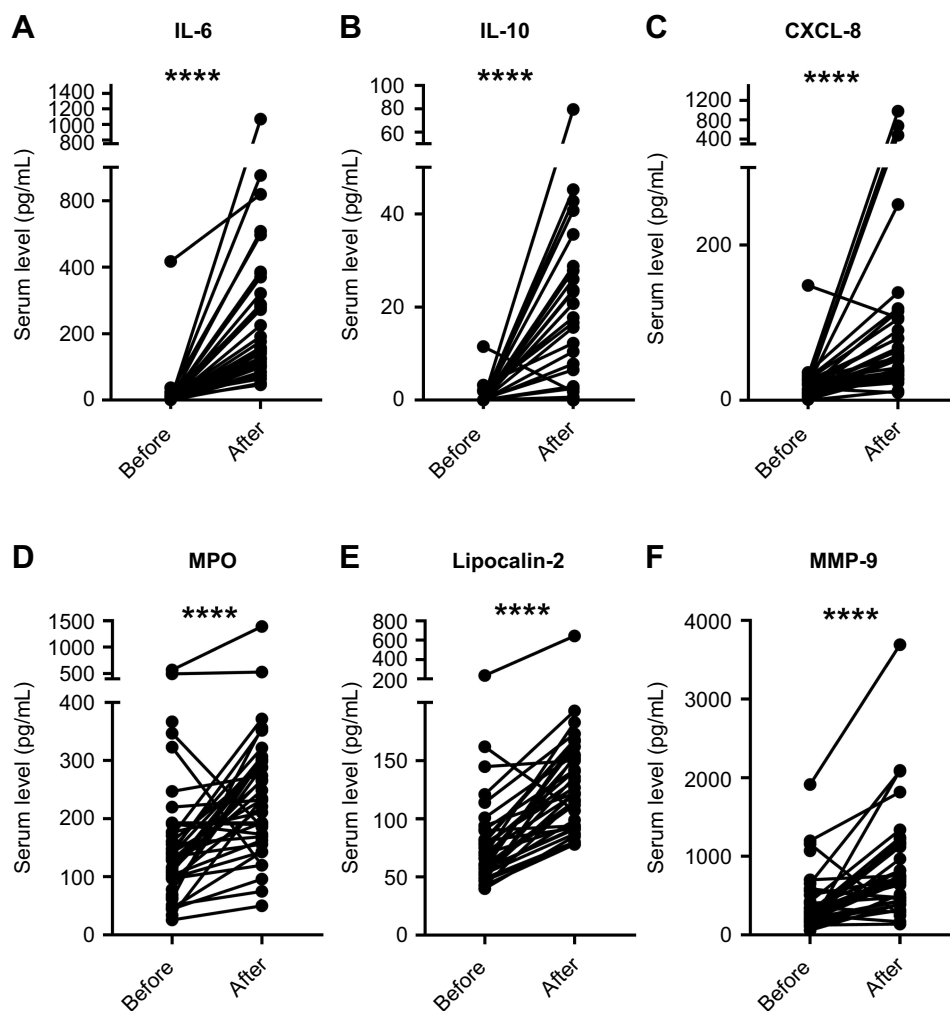 A
IL-6
****
Serum level (pg/mL)
1400
1200
1000
800
800
400
200
0
Before
After
B
IL-10
****
Serum level (pg/mL)
100
80
60
40
20
0
Before
After
C
CXCL-8
****
Serum level (pg/mL)
1200
800
400
200
0
Before
After
D
MPO
****
Serum level (pg/mL)
1500
1000
500
400
300
200
100
0
Before
After
E
Lipocalin-2
****
Serum level (pg/mL)
800
600
400
200
150
100
50
0
Before
After
F
MMP-9
****
Serum level (pg/mL)
4000
3000
2000
1000
0
Before
After